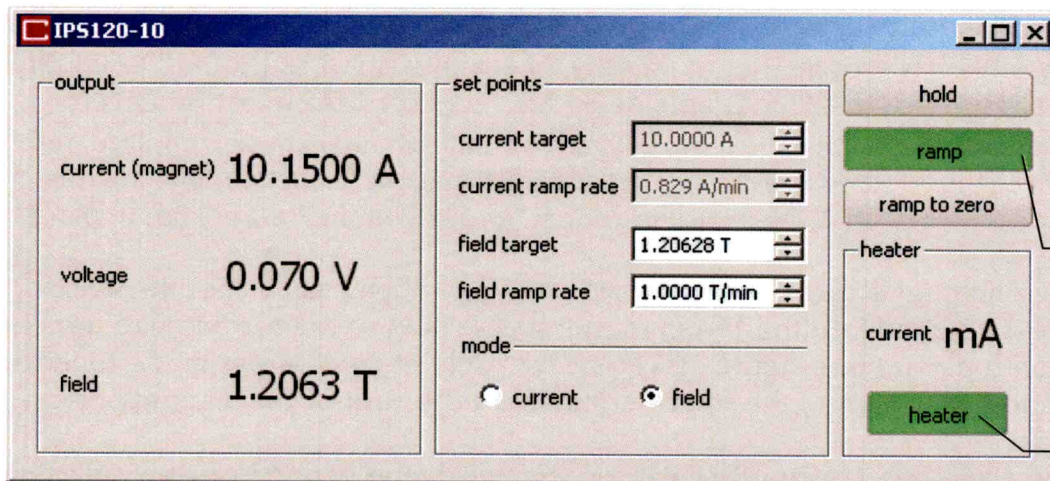 IPS120-10
output
current (magnet) 10.1500 A
voltage 0.070 V
field 1.2063 T
set points
current target 10.0000 A
current ramp rate 0.829 A/min
field target 1.20628 T
field ramp rate 1.0000 T/min
mode
current field
hold
ramp
ramp to zero
heater
current mA
heater